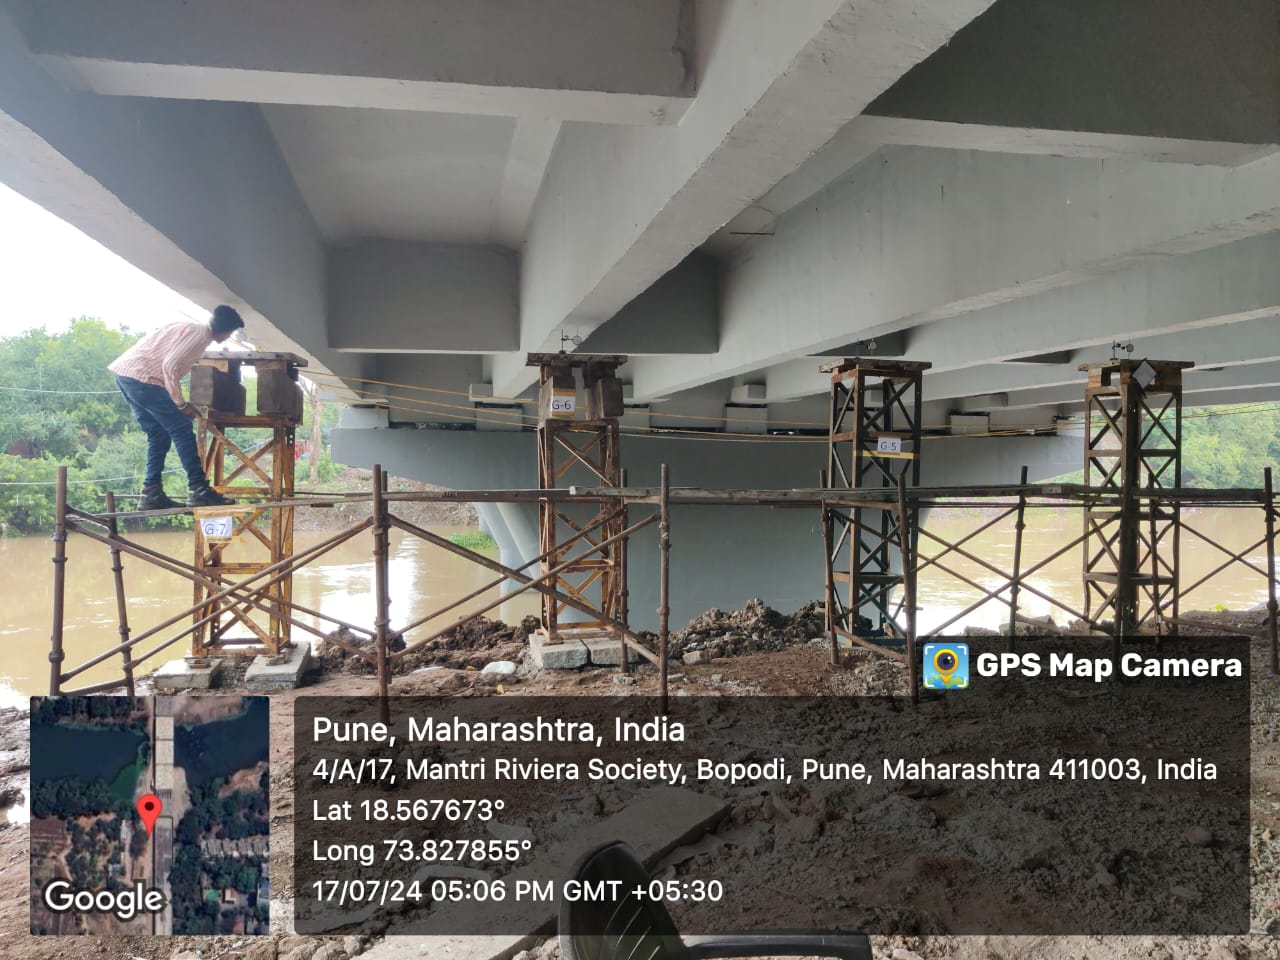 G-6
G-5
G-7
GPS Map Camera
Pune, Maharashtra, India
4/A/17, Mantri Riviera Society, Bopodi, Pune, Maharashtra 411003, India
Lat 18.567673°
Long 73.827855°
17/07/24 05:06 PM GMT +05:30
Google